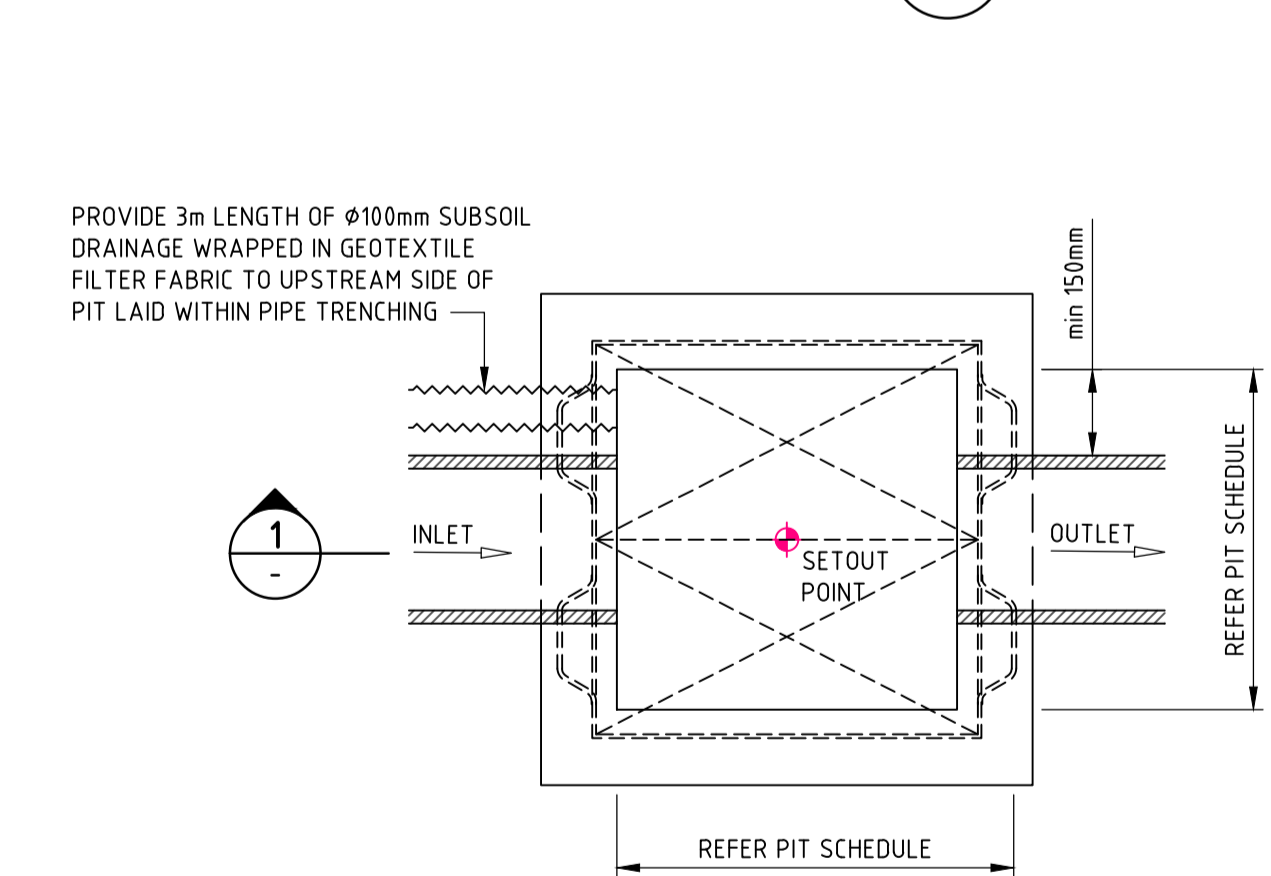 PROVIDE 3m LENGTH OF Ø100mm SUBSOIL
DRAINAGE WRAPPED IN GEOTEXTILE
FILTER FABRIC TO UPSTREAM SIDE OF
PIT LAID WITHIN PIPE TRENCHING
min 150mm
REFER PIT SCHEDULE
1
-
INLET
OUTLET
SETOUT
POINT
REFER PIT SCHEDULE